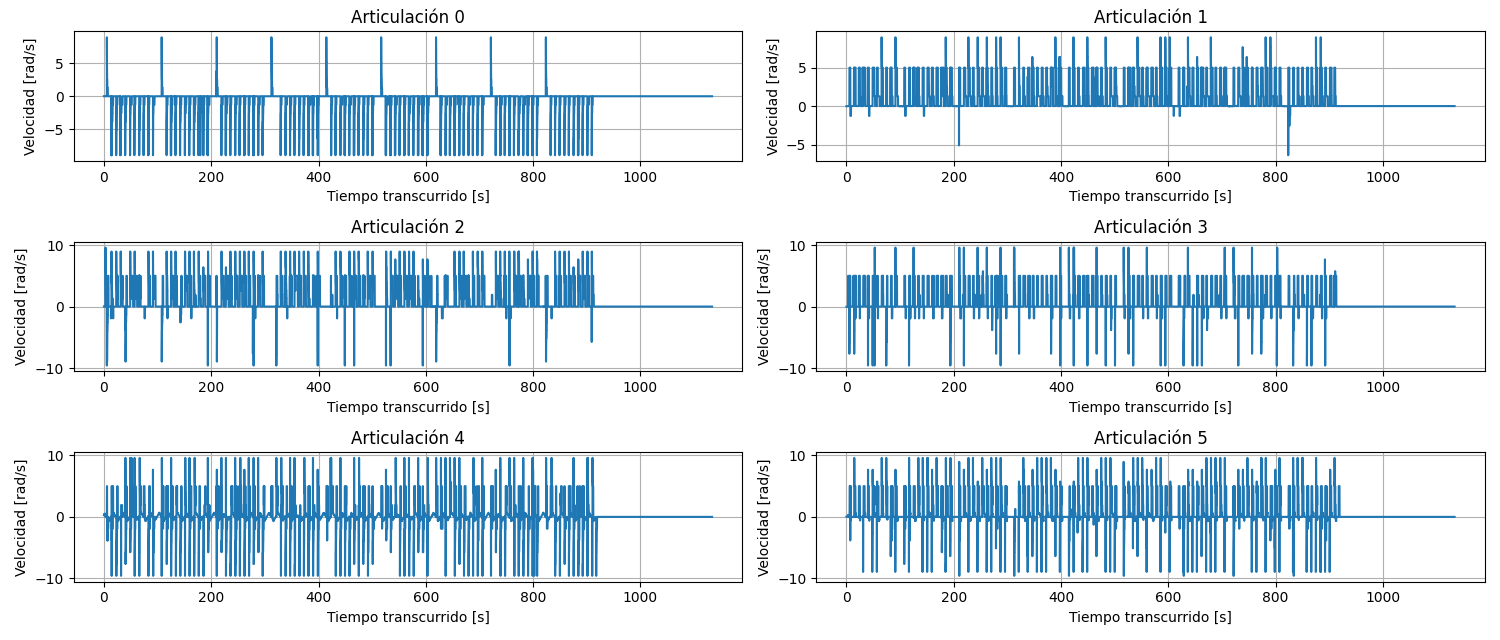 Articulación 0
Velocidad [rad/s]
5
0
−5
0 200 400 600 800 1000
Tiempo transcurrido [s]
Articulación 1
Velocidad [rad/s]
5
0
−5
0 200 400 600 800 1000
Tiempo transcurrido [s]
Articulación 2
Velocidad [rad/s]
10
0
−10
0 200 400 600 800 1000
Tiempo transcurrido [s]
Articulación 3
Velocidad [rad/s]
10
0
−10
0 200 400 600 800 1000
Tiempo transcurrido [s]
Articulación 4
Velocidad [rad/s]
10
0
−10
0 200 400 600 800 1000
Tiempo transcurrido [s]
Articulación 5
Velocidad [rad/s]
10
0
−10
0 200 400 600 800 1000
Tiempo transcurrido [s]